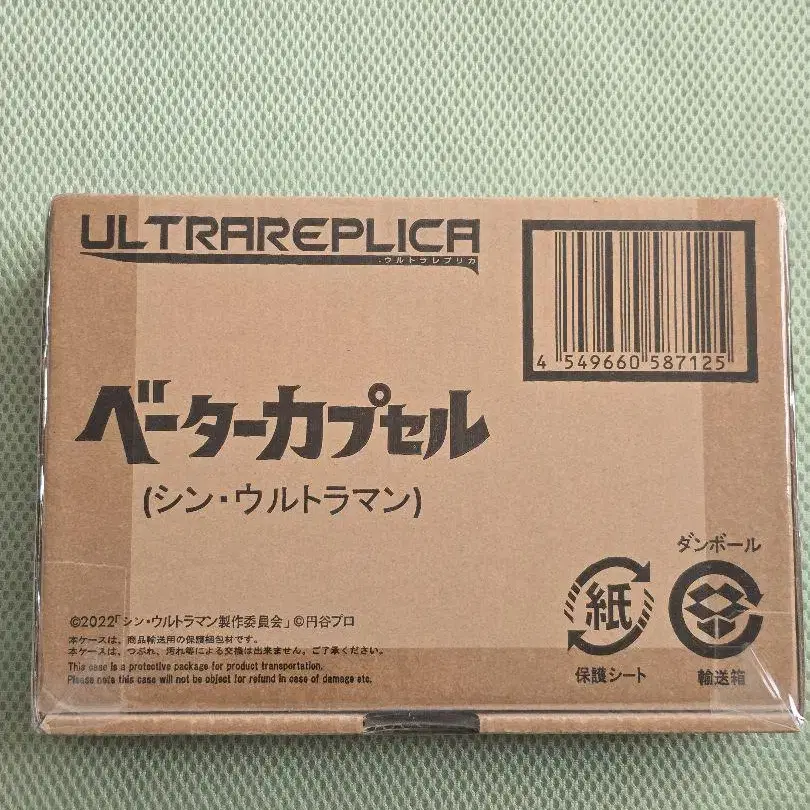 ULTRAREPLICA
ウルトラレプリカ
4 549660 587125
ベーターカプセル
(シン・ウルトラマン)
ダンボール
紙
©2022「シン・ウルトラマン製作委員会」©円谷プロ
本ケースは、商品輸送用の保護梱包材です。
本ケースは、つぶれ、汚れ等による交換は出来ません、ご了承ください。
This case is a protective package for product transportation.
Please note this case will not be object for refund in case of damage etc.
保護シート
輸送箱